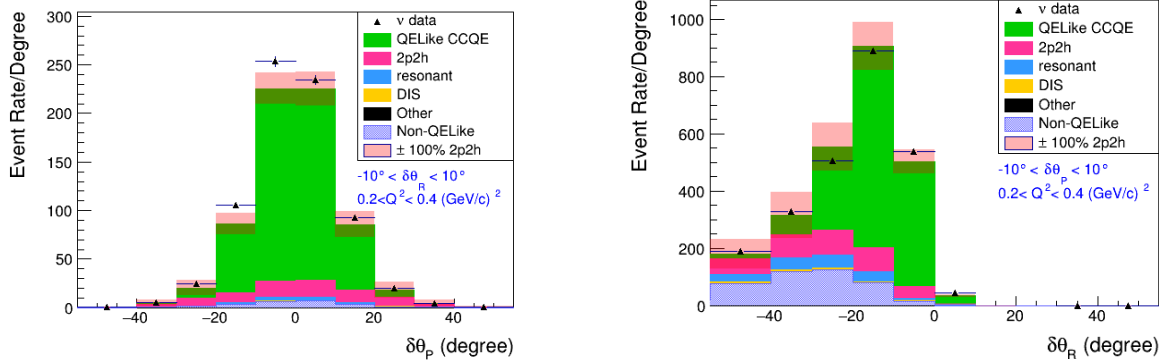 Event Rate/Degree
300
250
200
150
100
50
0
−40 −20 0 20 40
δθP (degree)
ν data
QELike CCQE
2p2h
resonant
DIS
Other
Non-QELike
± 100% 2p2h
-10° < δθR < 10°
0.2<Q²< 0.4 (GeV/c) ²
Event Rate/Degree
1000
800
600
400
200
0
−40 −20 0 20 40
δθR (degree)
ν data
QELike CCQE
2p2h
resonant
DIS
Other
Non-QELike
± 100% 2p2h
-10° < δθP < 10°
0.2<Q²< 0.4 (GeV/c) ²